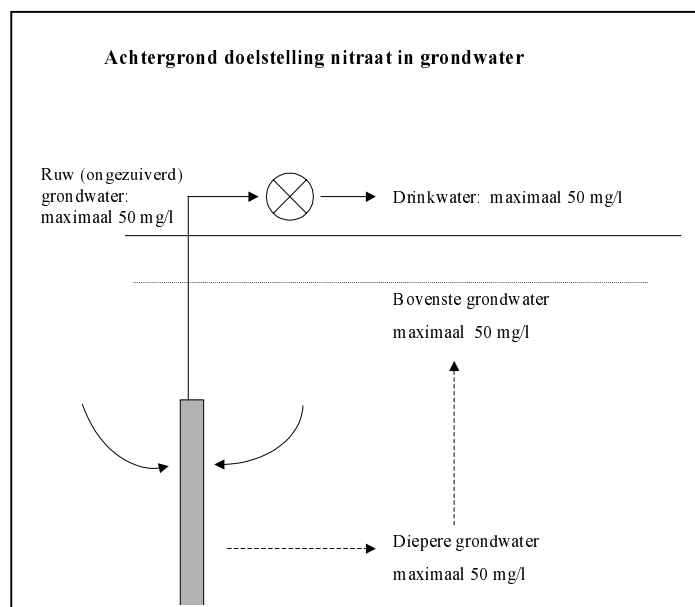 Achtergrond doelstelling nitraat in grondwater
Ruw (ongezuiverd)
grondwater:
maximaal 50 mg/l
Drinkwater: maximaal 50 mg/l
Bovenste grondwater
maximaal 50 mg/l
Diepere grondwater
maximaal 50 mg/l